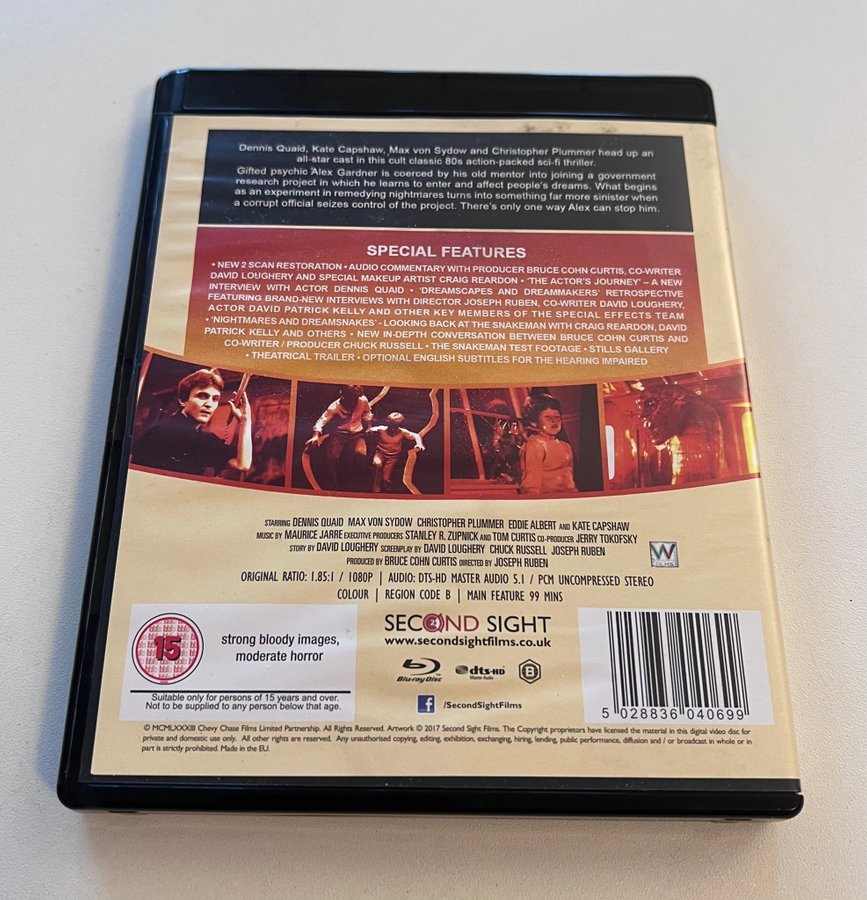 Dennis Quaid, Kate Capshaw, Max von Sydow and Christopher Plummer head up an
all-star cast in this cult classic 80s action-packed sci-fi thriller.
Gifted psychic Alex Gardner is coerced by his old mentor into joining a government
research project in which he learns to enter and affect people's dreams. What begins
as an experiment in remedying nightmares turns into something far more sinister when
a corrupt official seizes control of the project. There's only one way Alex can stop him.
SPECIAL FEATURES
• NEW 2 SCAN RESTORATION • AUDIO COMMENTARY WITH PRODUCER BRUCE COHN CURTIS, CO-WRITER
DAVID LOUGHERY AND SPECIAL MAKEUP ARTIST CRAIG REARDON • 'THE ACTOR'S JOURNEY' – A NEW
INTERVIEW WITH ACTOR DENNIS QUAID • 'DREAMSCAPES AND DREAMMAKERS' RETROSPECTIVE
FEATURING BRAND-NEW INTERVIEWS WITH DIRECTOR JOSEPH RUBEN, CO-WRITER DAVID LOUGHERY,
ACTOR DAVID PATRICK KELLY AND OTHER KEY MEMBERS OF THE SPECIAL EFFECTS TEAM
• 'NIGHTMARES AND DREAMSNAKES' - LOOKING BACK AT THE SNAKEMAN WITH CRAIG REARDON, DAVID
PATRICK KELLY AND OTHERS • NEW IN-DEPTH CONVERSATION BETWEEN BRUCE COHN CURTIS AND
CO-WRITER / PRODUCER CHUCK RUSSELL • THE SNAKEMAN TEST FOOTAGE • STILLS GALLERY
• THEATRICAL TRAILER • OPTIONAL ENGLISH SUBTITLES FOR THE HEARING IMPAIRED
STARRING DENNIS QUAID MAX VON SYDOW CHRISTOPHER PLUMMER EDDIE ALBERT AND KATE CAPSHAW
MUSIC BY MAURICE JARRE EXECUTIVE PRODUCERS STANLEY R. ZUPNICK AND TOM CURTIS CO-PRODUCER JERRY TOKOFSKY
STORY BY DAVID LOUGHERY SCREENPLAY BY DAVID LOUGHERY CHUCK RUSSELL JOSEPH RUBEN
PRODUCED BY BRUCE COHN CURTIS DIRECTED BY JOSEPH RUBEN
W
ORIGINAL RATIO: 1.85:1 / 1080P | AUDIO: DTS-HD MASTER AUDIO 5.1 / PCM UNCOMPRESSED STEREO
COLOUR | REGION CODE B | MAIN FEATURE 99 MINS
15
strong bloody images,
moderate horror
Suitable only for persons of 15 years and over.
Not to be supplied to any person below that age.
SECOND SIGHT
www.secondsightfilms.co.uk
Blu-ray Disc
dts-HD
Master Audio
B
f /SecondSightFilms
5 028836 040699
© MCMLXXXIII Chevy Chase Films Limited Partnership. All Rights Reserved. Artwork © 2017 Second Sight Films. The Copyright proprietors have licensed the material in this digital video disc for
private and domestic use only. All other rights are reserved. Any unauthorised copying, editing, exhibition, exchanging, hiring, lending, public performance, diffusion and / or broadcast in whole or in
part is strictly prohibited. Made in the EU.